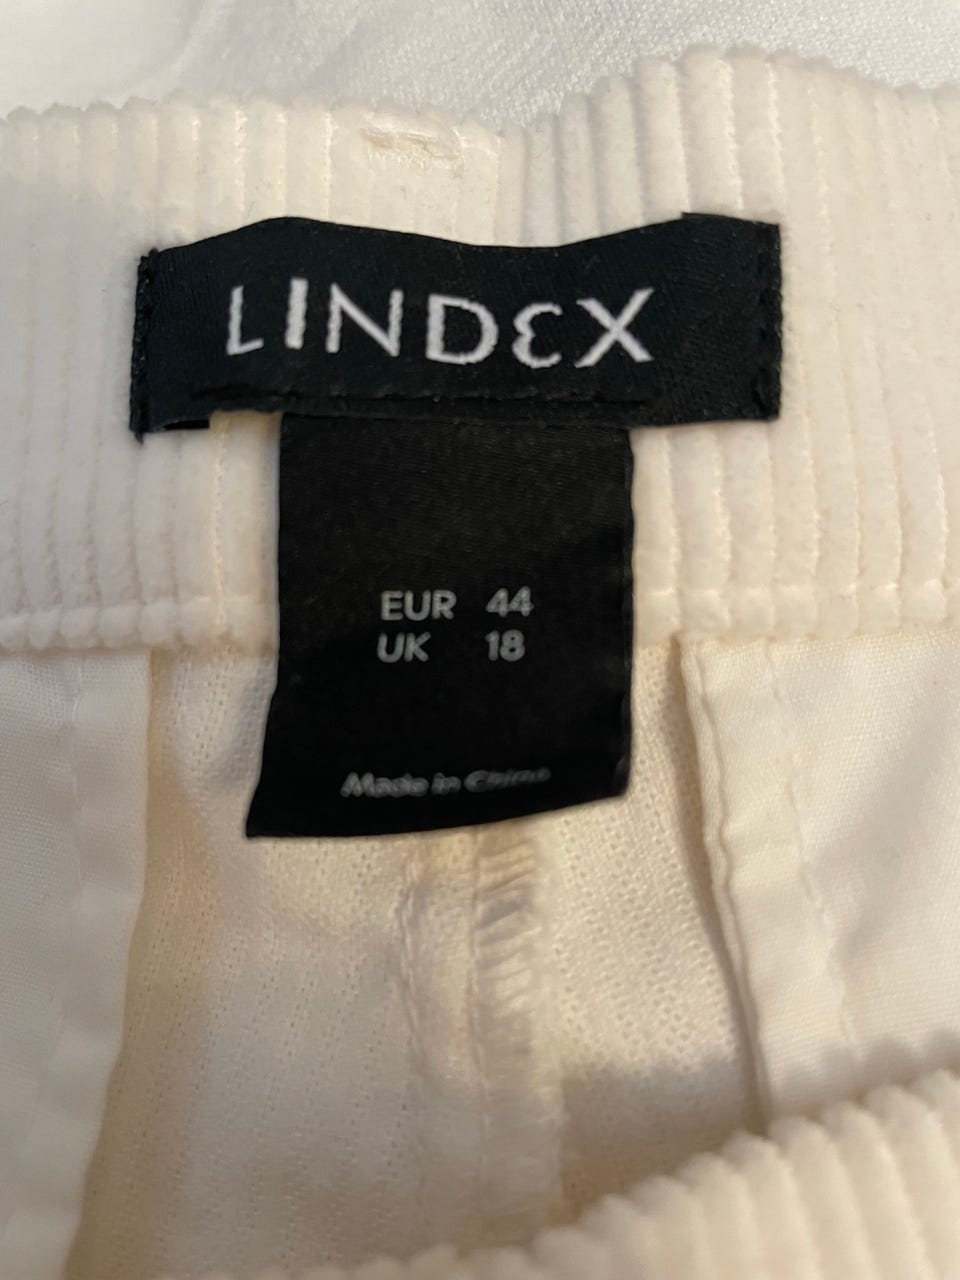 LINDEX
EUR 44
UK 18
Made in China